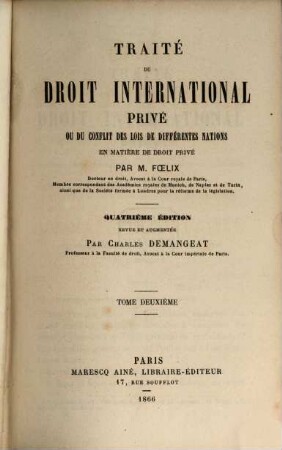 TRAITÉ
DU
DROIT INTERNATIONAL
PRIVÉ
OU DU CONFLIT DES LOIS DE DIFFÉRENTES NATIONS
EN MATIÈRE DE DROIT PRIVÉ
PAR M. FŒLIX
Docteur en droit, Avocat à la Cour royale de Paris,
Membre correspondant des Académies royales de Munich, de Naples et de Turin,
ainsi que de la Société formée à Londres pour la réforme de la législation.
QUATRIÈME ÉDITION
REVUE ET AUGMENTÉE
PAR CHARLES DEMANGEAT
Professeur à la Faculté de droit, Avocat à la Cour impériale de Paris.
TOME DEUXIÈME
PARIS
MARESCQ AINÉ, LIBRAIRE-ÉDITEUR
17, RUE SOUFFLOT
1866